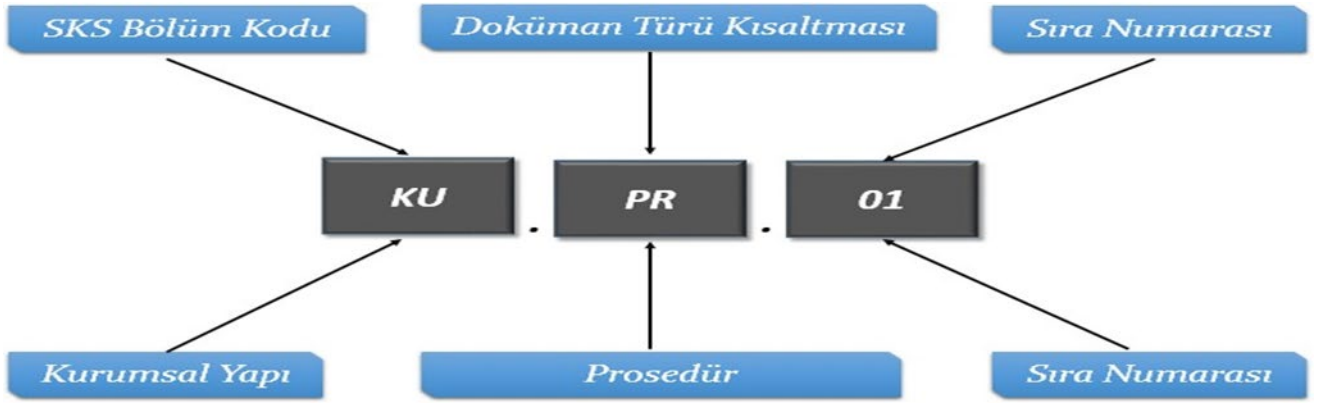 SKS Bölüm Kodu
Doküman Türü Kısaltması
Sıra Numarası
KU . PR . 01
Kurumsal Yapı
Prosedür
Sıra Numarası